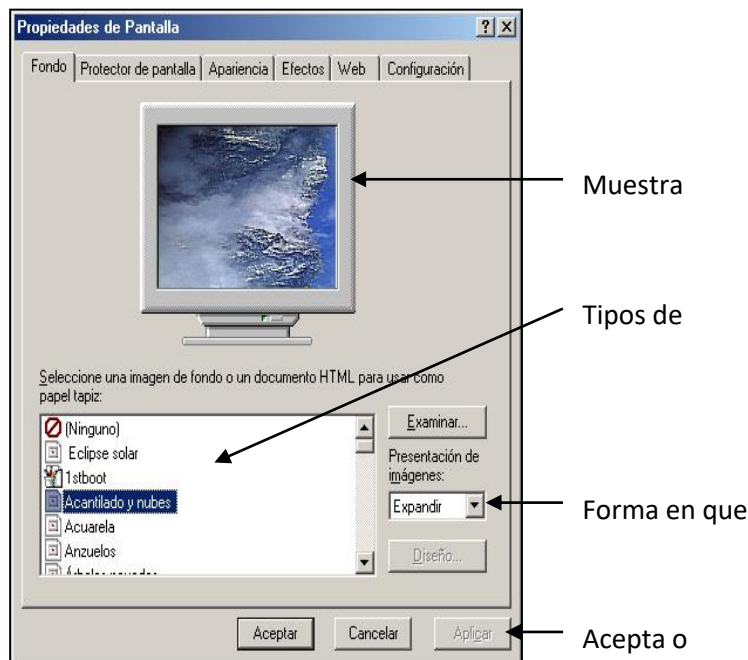 Propiedades de Pantalla
Fondo Protector de pantalla Apariencia Efectos Web Configuración
Muestra
Tipos de
Seleccione una imagen de fondo o un documento HTML para usar como
papel tapiz:
(Ninguno)
Eclipse solar
1stboot
Acantilado y nubes
Acuarela
Anzuelos
Examinar...
Presentación de
imágenes:
Expandir
Diseño...
Forma en que
Aceptar Cancelar Aplicar
Acepta o